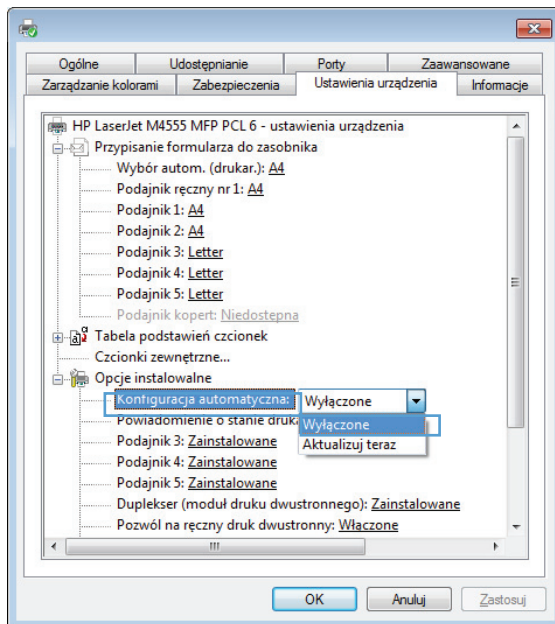 Ogólne Udostępnianie Porty Zaawansowane
Zarządzanie kolorami Zabezpieczenia Ustawienia urządzenia Informacje
HP LaserJet M4555 MFP PCL 6 - ustawienia urządzenia
Przypisanie formularza do zasobnika
Wybór autom. (drukar.): A4
Podajnik ręczny nr 1: A4
Podajnik 1: A4
Podajnik 2: A4
Podajnik 3: Letter
Podajnik 4: Letter
Podajnik 5: Letter
Podajnik kopert: Niedostępna
Tabela podstawień czcionek
Czcionki zewnętrzne...
Opcje instalowalne
Konfiguracja automatyczna: Wyłączone
Wyłączone
Powiadomienie o stanie druk
Aktualizuj teraz
Podajnik 3: Zainstalowane
Podajnik 4: Zainstalowane
Podajnik 5: Zainstalowane
Duplekser (moduł druku dwustronnego): Zainstalowane
Pozwól na ręczny druk dwustronny: Włączone
OK Anuluj Zastosuj